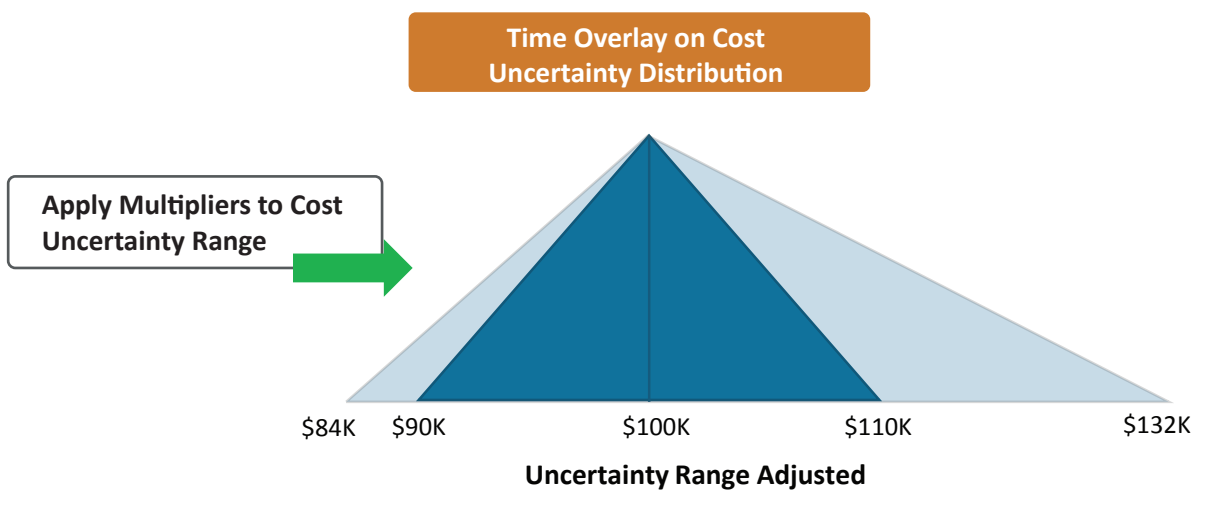 Time Overlay on Cost
Uncertainty Distribution
Apply Multipliers to Cost
Uncertainty Range
$84K
$90K
$100K
$110K
$132K
Uncertainty Range Adjusted